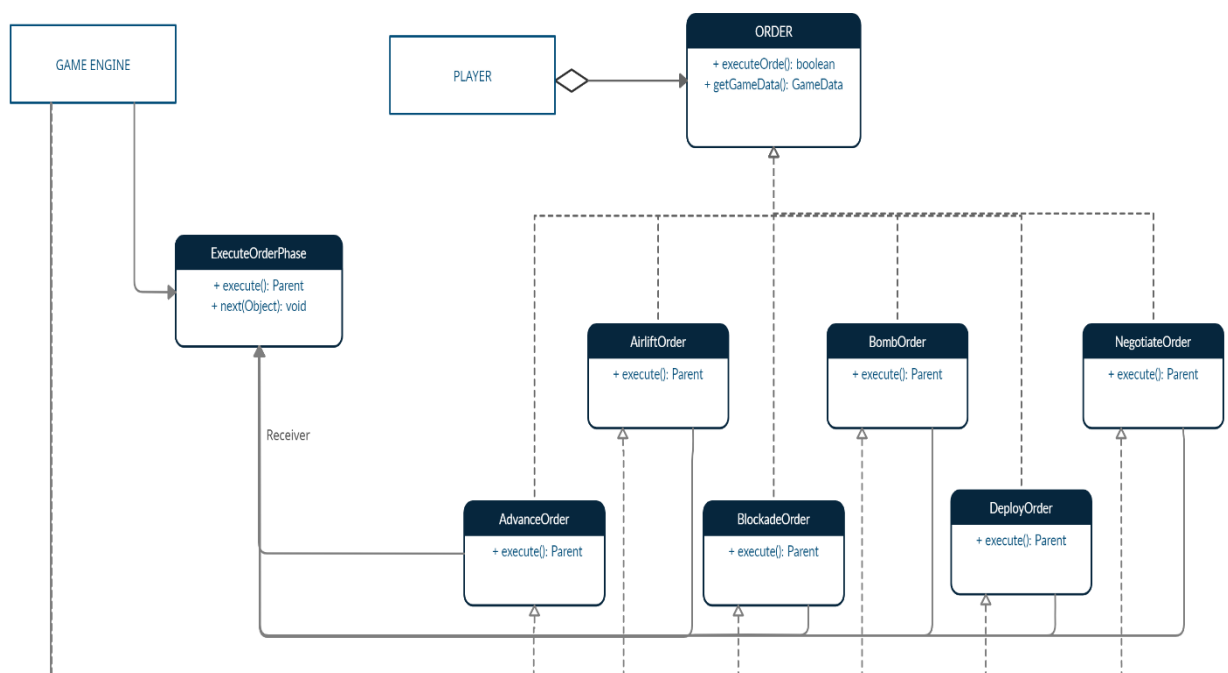 GAME ENGINE
PLAYER
ORDER
+ executeOrde(): boolean
+ getGameData(): GameData
ExecuteOrderPhase
+ execute(): Parent
+ next(Object): void
AirliftOrder
+ execute(): Parent
BombOrder
+ execute(): Parent
NegotiateOrder
+ execute(): Parent
Receiver
AdvanceOrder
+ execute(): Parent
BlockadeOrder
+ execute(): Parent
DeployOrder
+ execute(): Parent